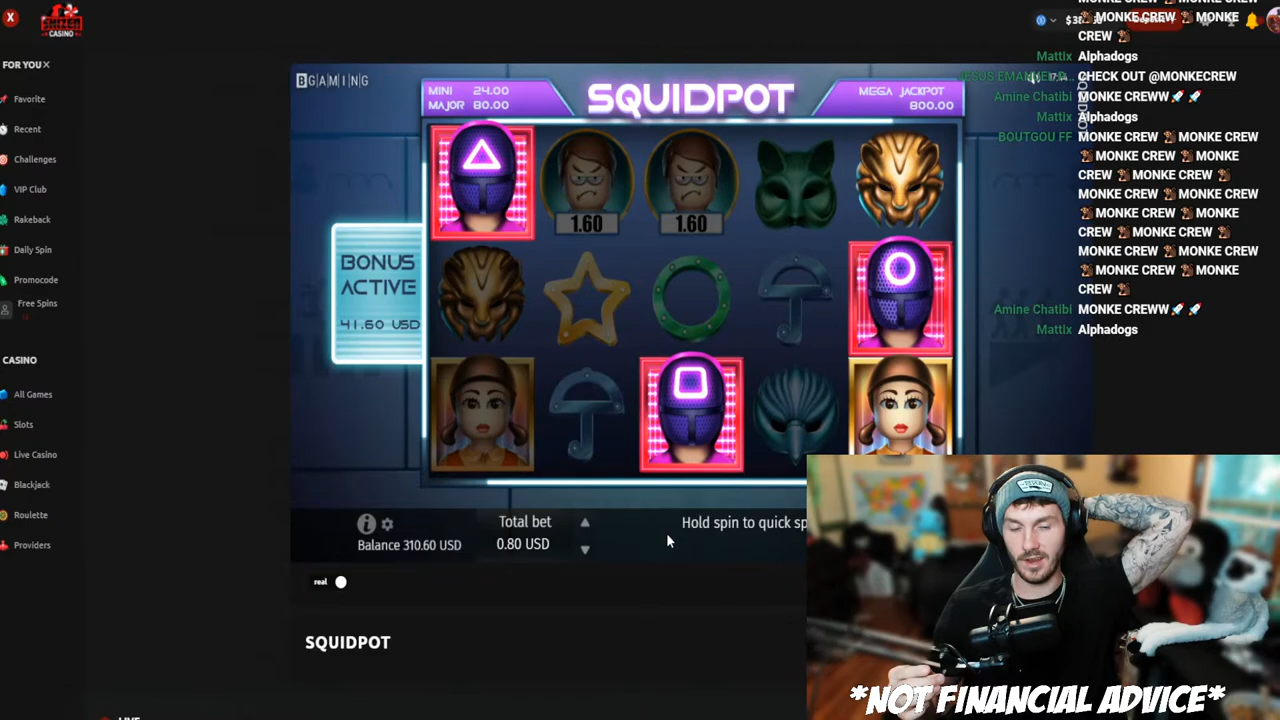 X
SHIZEN
CASINO
FOR YOU ×
Favorite
Recent
Challenges
VIP Club
Rakeback
Daily Spin
Promocode
Free Spins
CASINO
All Games
Slots
Live Casino
Blackjack
Roulette
Providers
BGAMING
MINI 24.00
MAJOR 80.00
SQUIDPOT
MEGA JACKPOT
800.00
1.60
1.60
BONUS
ACTIVE
41.60 USD
Balance 310.60 USD
Total bet
0.80 USD
Hold spin to quick sp
real
SQUIDPOT
LIVE
MONKE CREW MONKE
CREW
Mattix Alphadogs
CHECK OUT @MONKECREW
Amine Chatibi MONKE CREWW
Mattix Alphadogs
BOUTGOU FF MONKE CREW MONKE CREW
MONKE CREW MONKE
CREW MONKE CREW
MONKE CREW MONKE CREW
MONKE CREW MONKE
CREW MONKE CREW
MONKE CREW MONKE CREW
MONKE CREW MONKE
CREW
Amine Chatibi MONKE CREWW
Mattix Alphadogs
*NOT FINANCIAL ADVICE*